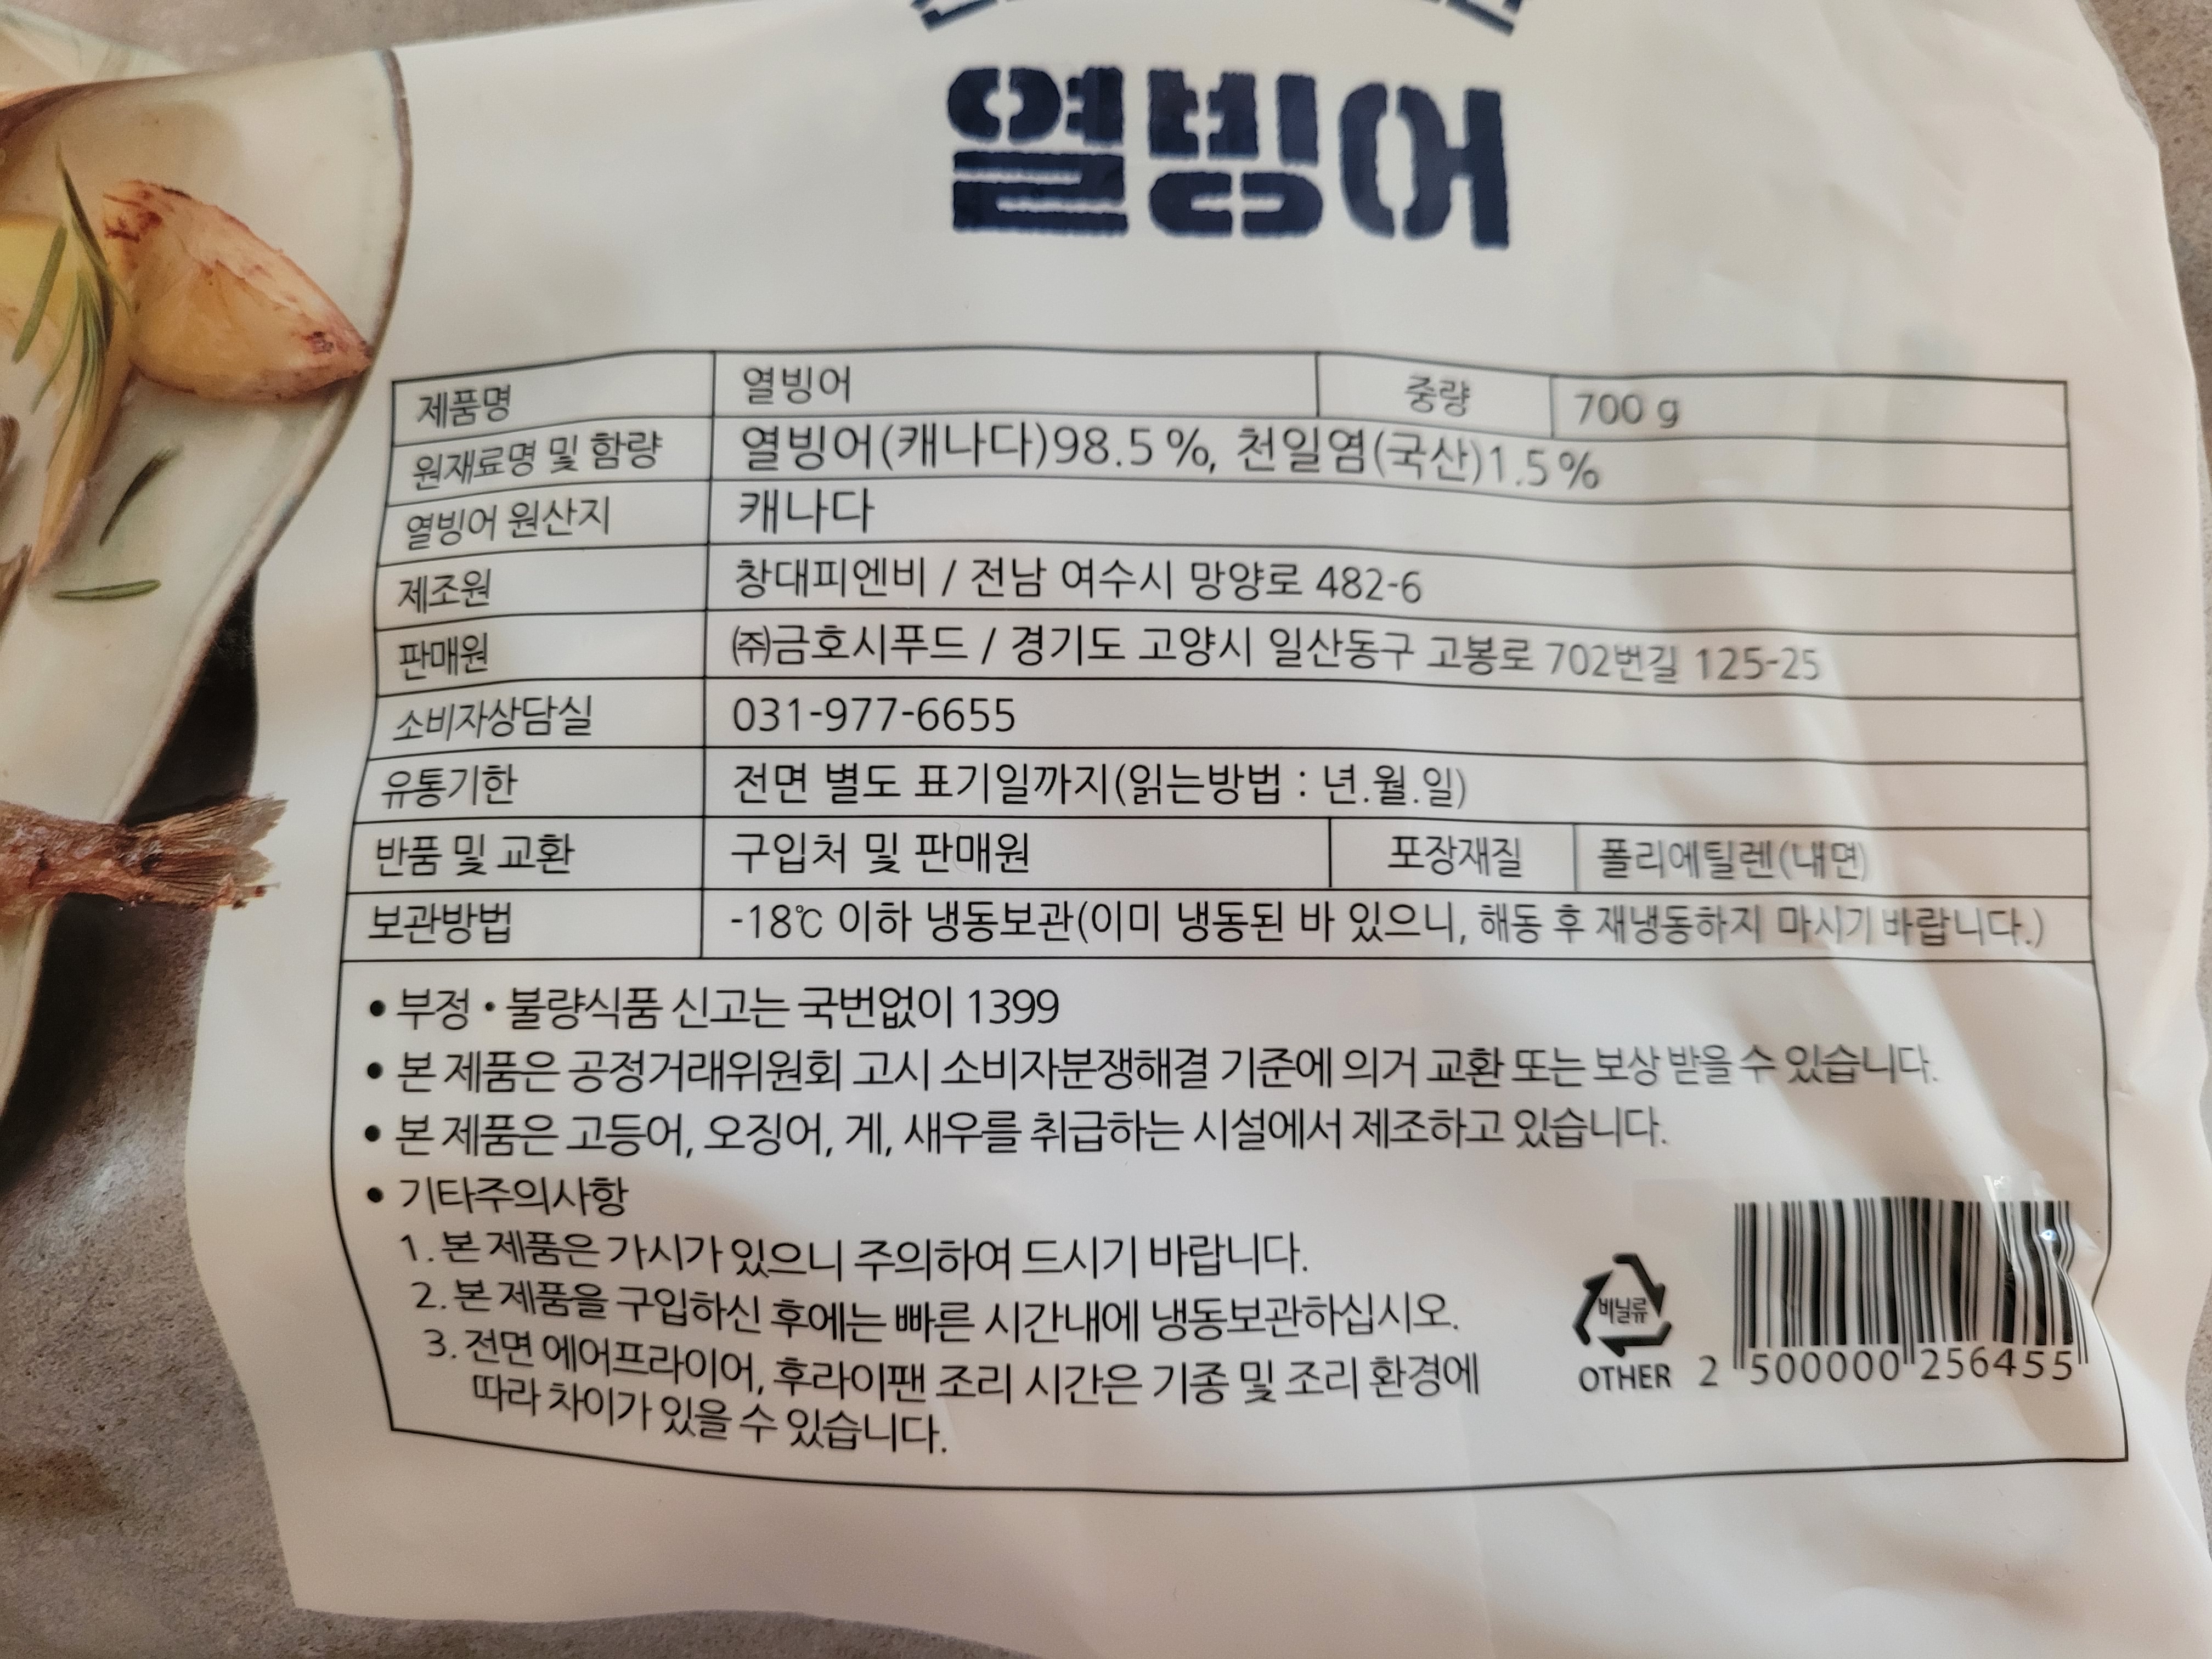 열빙어
제품명 열빙어 중량 700 g
원재료명 및 함량 열빙어(캐나다)98.5%, 천일염(국산)1.5%
열빙어 원산지 캐나다
제조원 창대피엔비 / 전남 여수시 망양로 482-6
판매원 ㈜금호시푸드 / 경기도 고양시 일산동구 고봉로 702번길 125-25
소비자상담실 031-977-6655
유통기한 전면 별도 표기일까지(읽는방법 : 년.월.일)
반품 및 교환 구입처 및 판매원 포장재질 폴리에틸렌(내면)
보관방법 -18℃ 이하 냉동보관(이미 냉동된 바 있으니, 해동 후 재냉동하지 마시기 바랍니다.)
• 부정 • 불량식품 신고는 국번없이 1399
• 본 제품은 공정거래위원회 고시 소비자분쟁해결 기준에 의거 교환 또는 보상 받을 수 있습니다.
• 본 제품은 고등어, 오징어, 게, 새우를 취급하는 시설에서 제조하고 있습니다.
• 기타주의사항
1. 본 제품은 가시가 있으니 주의하여 드시기 바랍니다.
2. 본 제품을 구입하신 후에는 빠른 시간내에 냉동보관하십시오.
3. 전면 에어프라이어, 후라이팬 조리 시간은 기종 및 조리 환경에
따라 차이가 있을 수 있습니다.
비닐류
OTHER
2 500000 256455